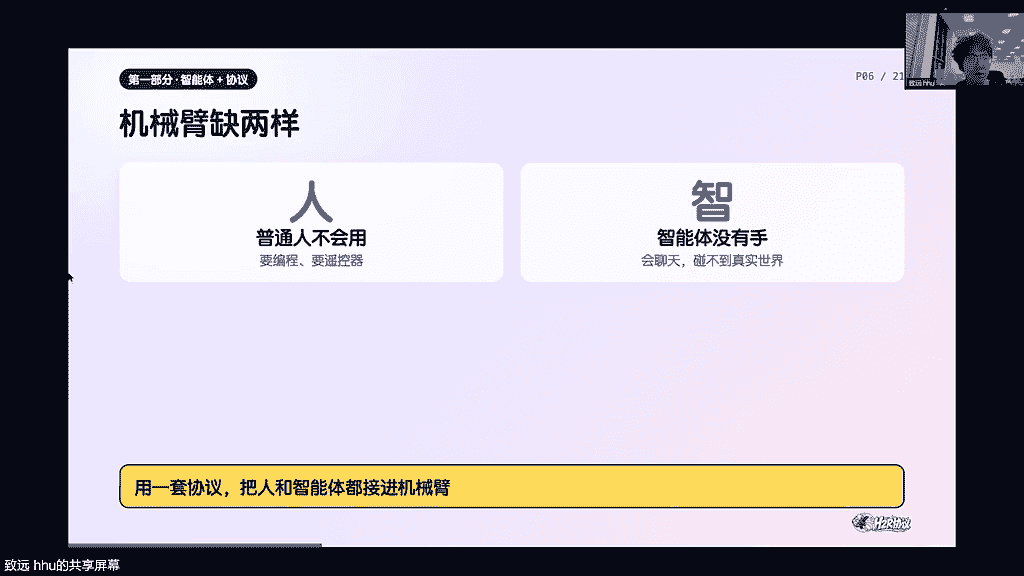 第一部分·智能体 + 协议
P06 / 21
致远 hhu
机械臂缺两样
人
普通人不会用
要编程、要遥控器
智
智能体没有手
会聊天，碰不到真实世界
用一套协议，把人和智能体都接进机械臂
H2R协议
致远 hhu的共享屏幕